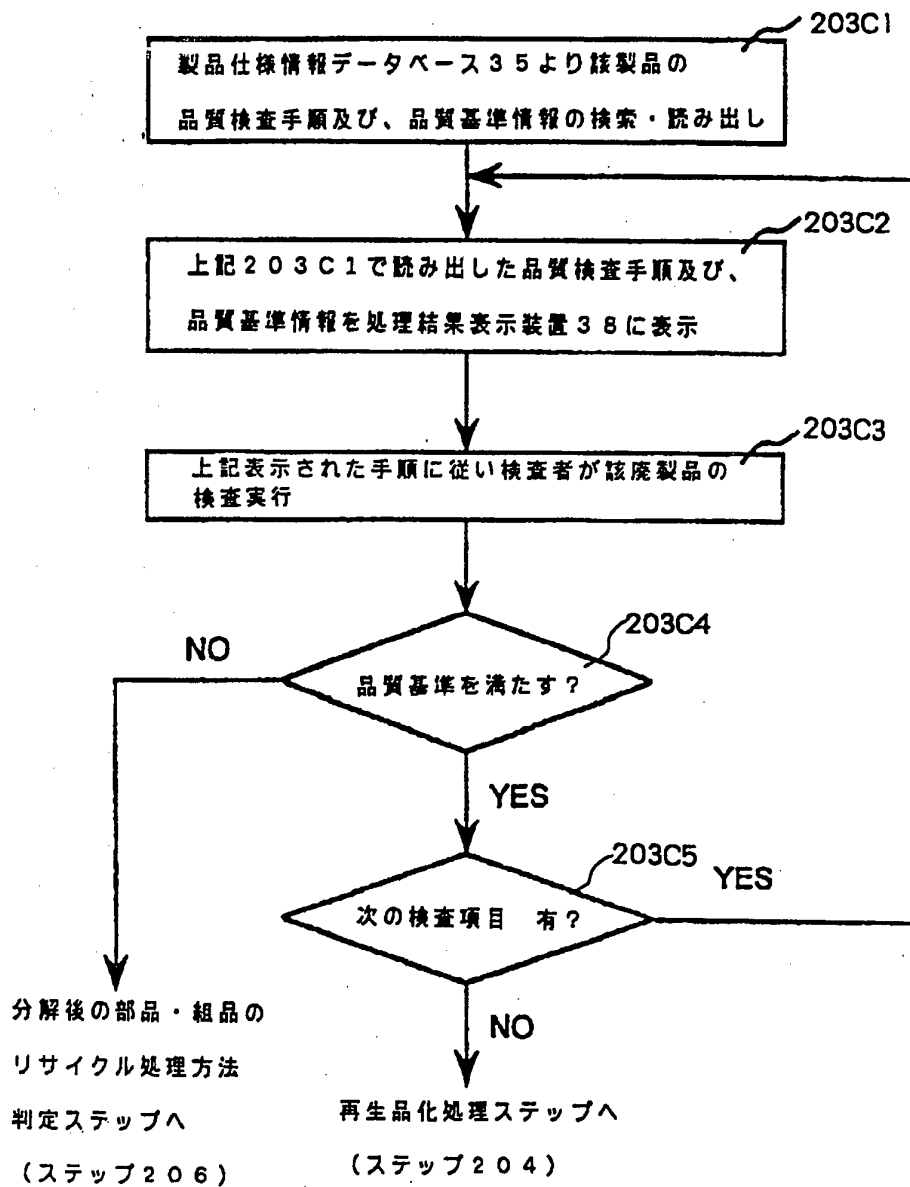 203C1
製品仕様情報データベース35より該製品の
品質検査手順及び、品質基準情報の検索・読み出し
203C2
上記203C1で読み出した品質検査手順及び、
品質基準情報を処理結果表示装置38に表示
203C3
上記表示された手順に従い検査者が該廃製品の
検査実行
203C4
NO
品質基準を満たす?
YES
203C5
YES
次の検査項目 有?
NO
分解後の部品・組品の
リサイクル処理方法
判定ステップへ
(ステップ206)
再生品化処理ステップへ
(ステップ204)